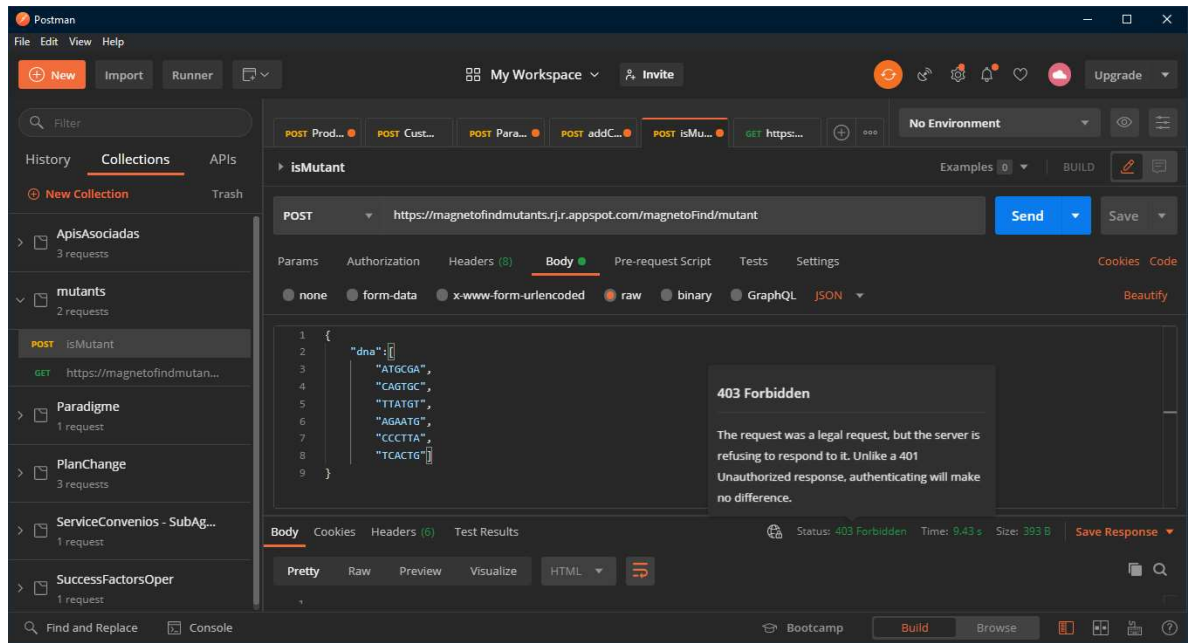 Postman
File Edit View Help
New Import Runner
My Workspace Invite
Upgrade
Filter
History Collections APIs
New Collection Trash
ApisAsociadas
3 requests
mutants
2 requests
POST isMutant
GET https://magnetofindmutan...
Paradigme
1 request
PlanChange
3 requests
ServiceConvenios - SubAg...
1 request
SuccessFactorsOper
1 request
POST Prod... POST Cust... POST Para... POST addC... POST isMu... GET https:...
No Environment
isMutant
Examples 0 BUILD
POST https://magnetofindmutants.rj.r.appspot.com/magnetoFind/mutant
Send Save
Params Authorization Headers (8) Body Pre-request Script Tests Settings Cookies Code
none form-data x-www-form-urlencoded raw binary GraphQL JSON Beautify
1 {
2 "dna":[
3 "ATGCGA",
4 "CAGTGC",
5 "TTATGT",
6 "AGAATG",
7 "CCCTTA",
8 "TCACTG"]
9 }
403 Forbidden
The request was a legal request, but the server is
refusing to respond to it. Unlike a 401
Unauthorized response, authenticating will make
no difference.
Body Cookies Headers (6) Test Results
Status: 403 Forbidden Time: 9.43 s Size: 393 B Save Response
Pretty Raw Preview Visualize HTML
Find and Replace Console
Bootcamp Build Browse